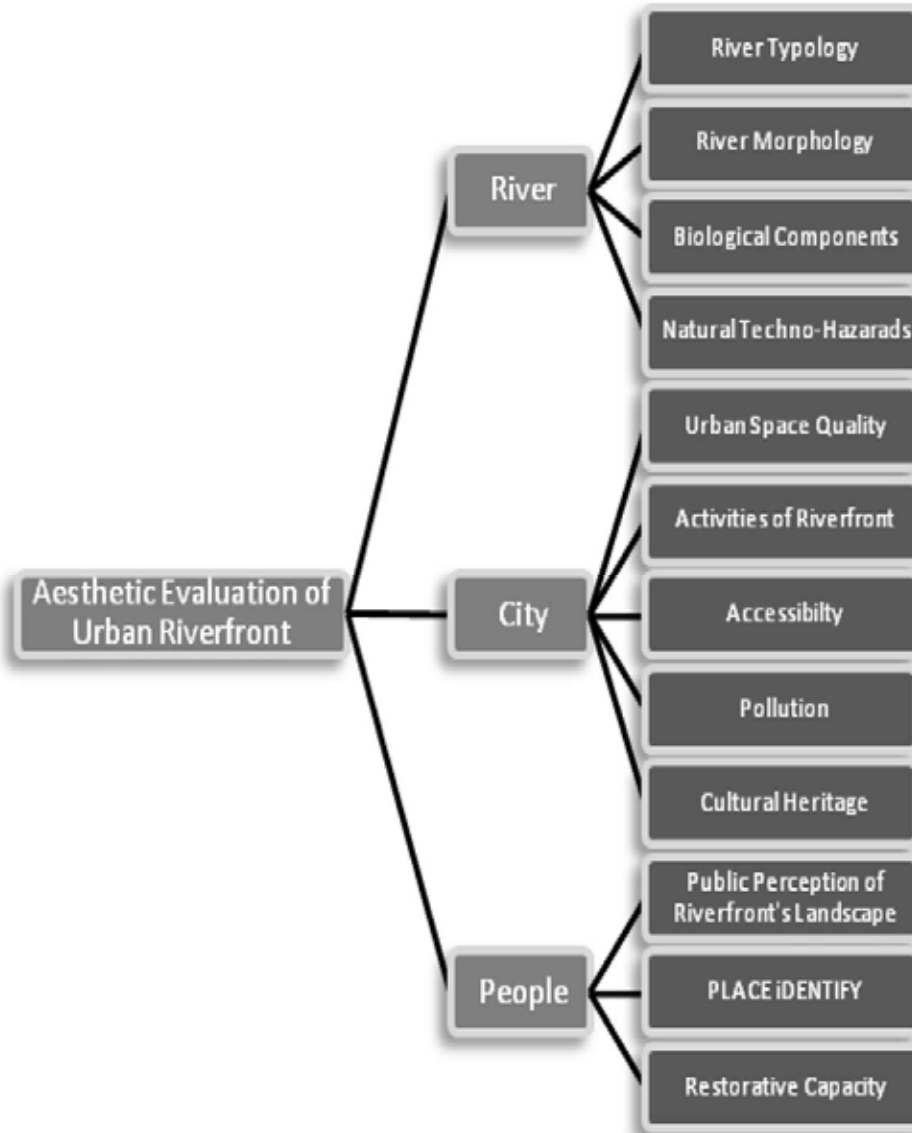 River Typology
River Morphology
River
Biological Components
Natural Techno-Hazarads
Urban Space Quality
Activities of Riverfront
Aesthetic Evaluation of
Urban Riverfront
City
Accessibilty
Pollution
Cultural Heritage
Public Perception of
Riverfront's Landscape
People
PLACE iDENTIFY
Restorative Capacity